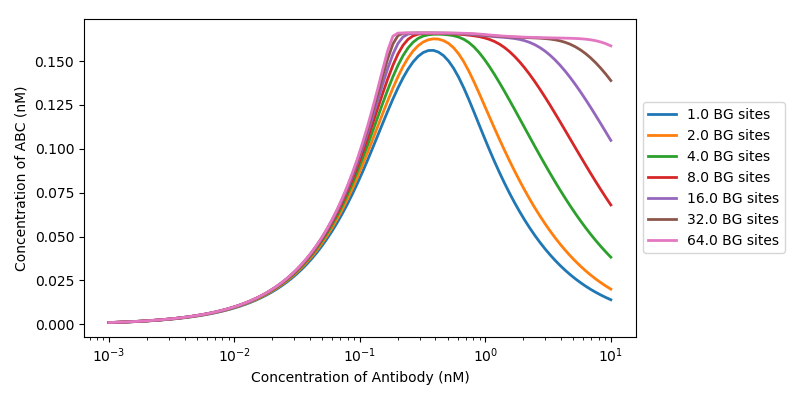 Concentration of ABC (nM)
0.150
0.125
0.100
0.075
0.050
0.025
0.000
10⁻³
10⁻²
10⁻¹
10⁰
10¹
Concentration of Antibody (nM)
1.0 BG sites
2.0 BG sites
4.0 BG sites
8.0 BG sites
16.0 BG sites
32.0 BG sites
64.0 BG sites